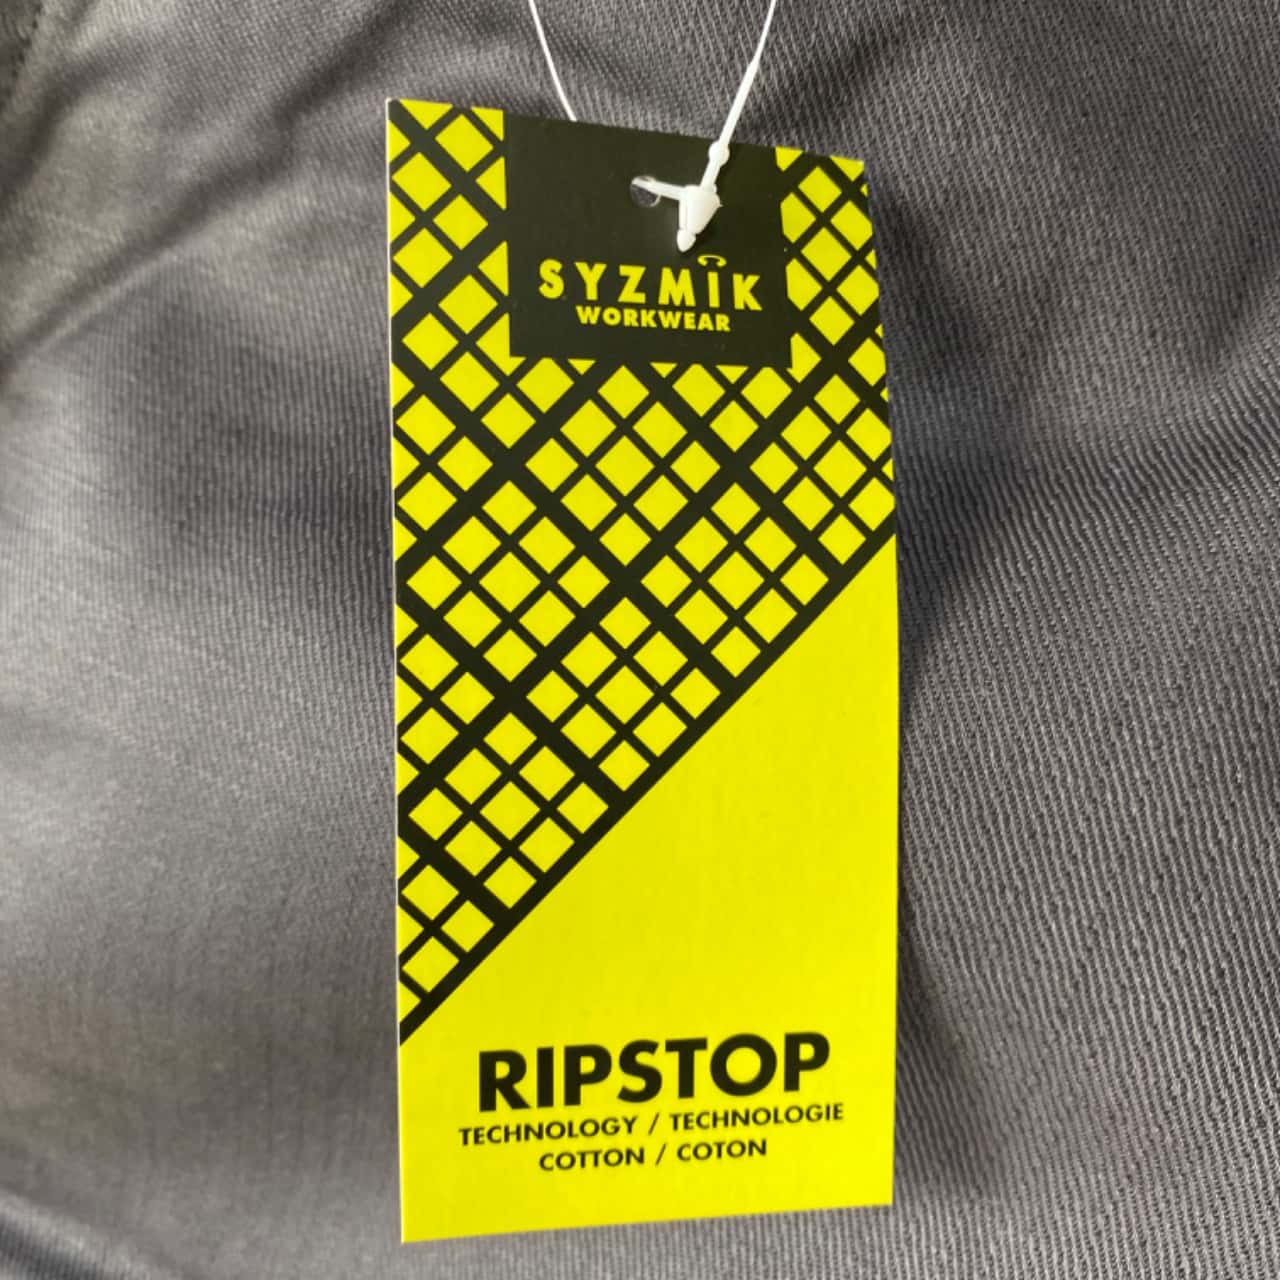 SYZMIK
WORKWEAR
RIPSTOP
TECHNOLOGY / TECHNOLOGIE
COTTON / COTON